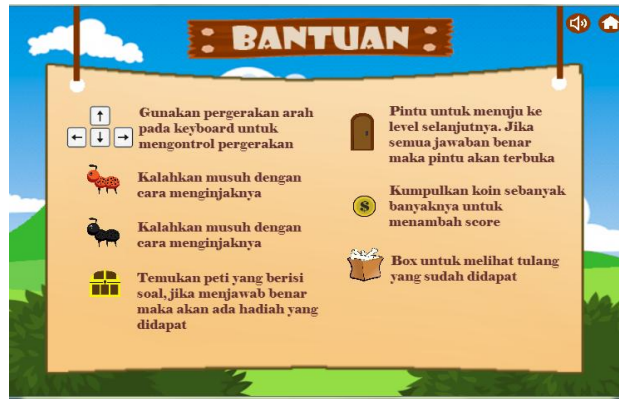 BANTUAN
Gunakan pergerakan arah
pada keyboard untuk
mengontrol pergerakan
Kalahkan musuh dengan
cara menginjaknya
Kalahkan musuh dengan
cara menginjaknya
Temukan peti yang berisi
soal, jika menjawab benar
maka akan ada hadiah yang
didapat
Pintu untuk menuju ke
level selanjutnya. Jika
semua jawaban benar
maka pintu akan terbuka
$
Kumpulkan koin sebanyak
banyaknya untuk
menambah score
Box untuk melihat tulang
yang sudah didapat